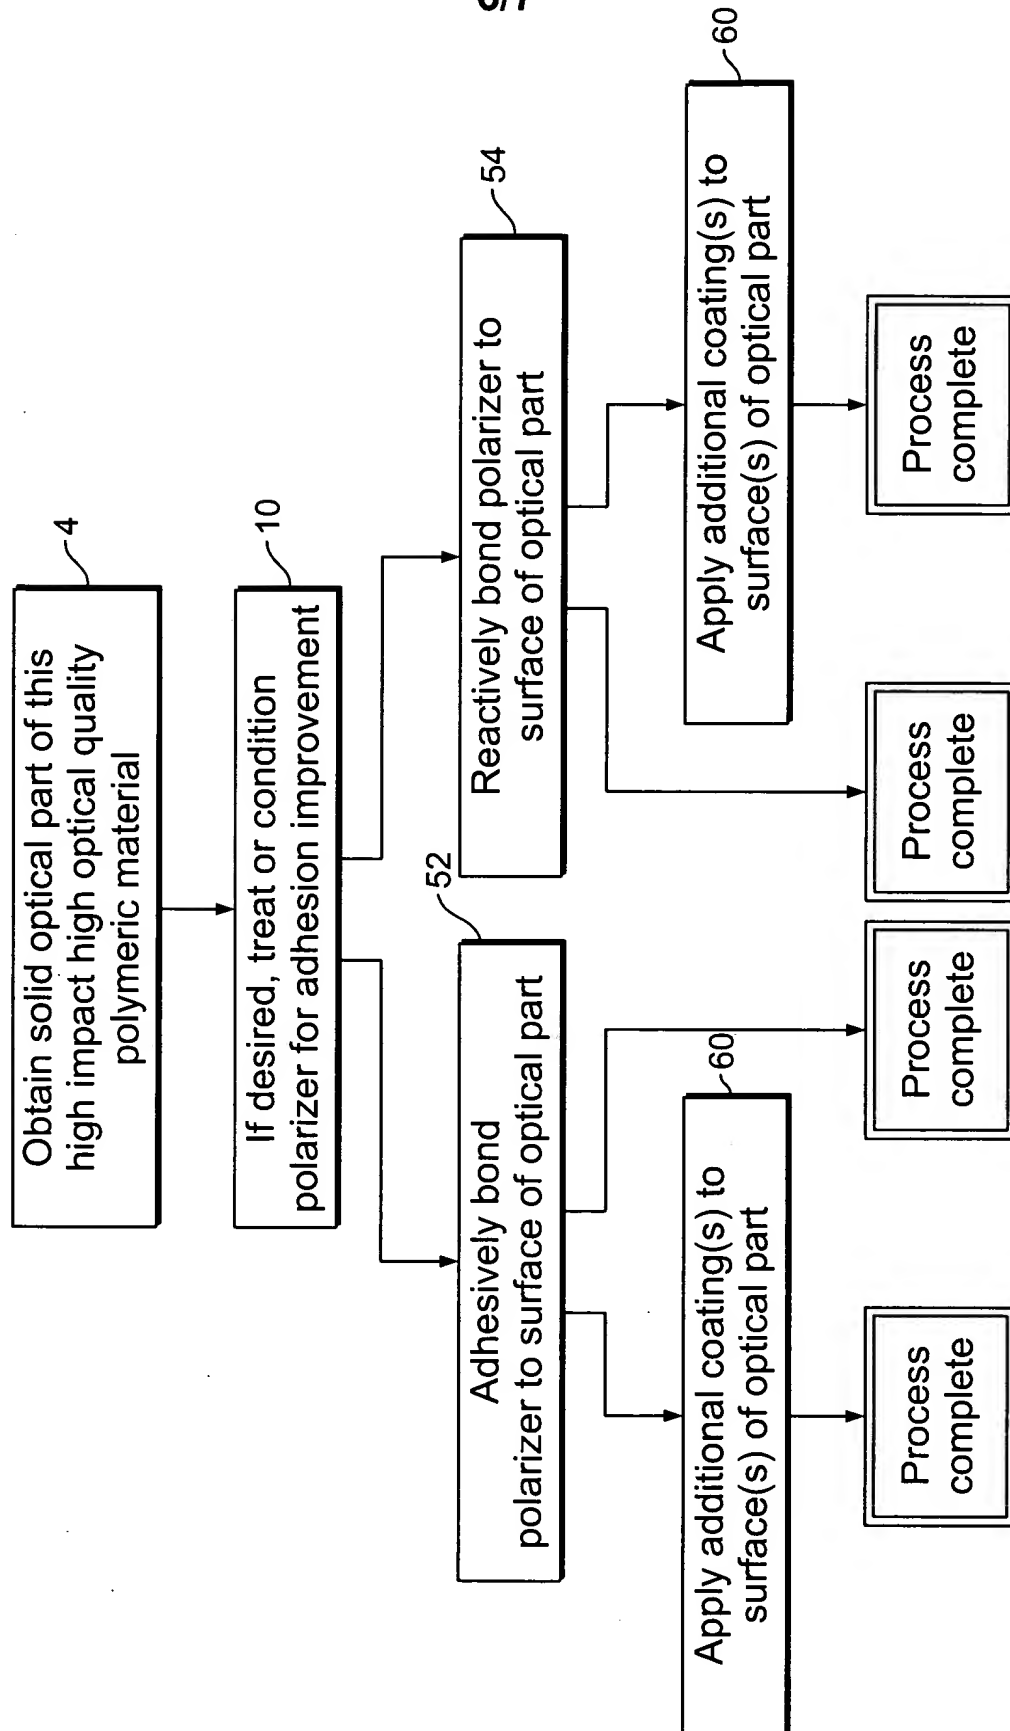 Obtain solid optical part of this
high impact high optical quality
polymeric material
4
If desired, treat or condition
polarizer for adhesion improvement
10
Adhesively bond
polarizer to surface of optical part
52
Reactively bond polarizer to
surface of optical part
54
Apply additional coating(s) to
surface(s) of optical part
60
Apply additional coating(s) to
surface(s) of optical part
60
Process
complete
Process
complete
Process
complete
Process
complete